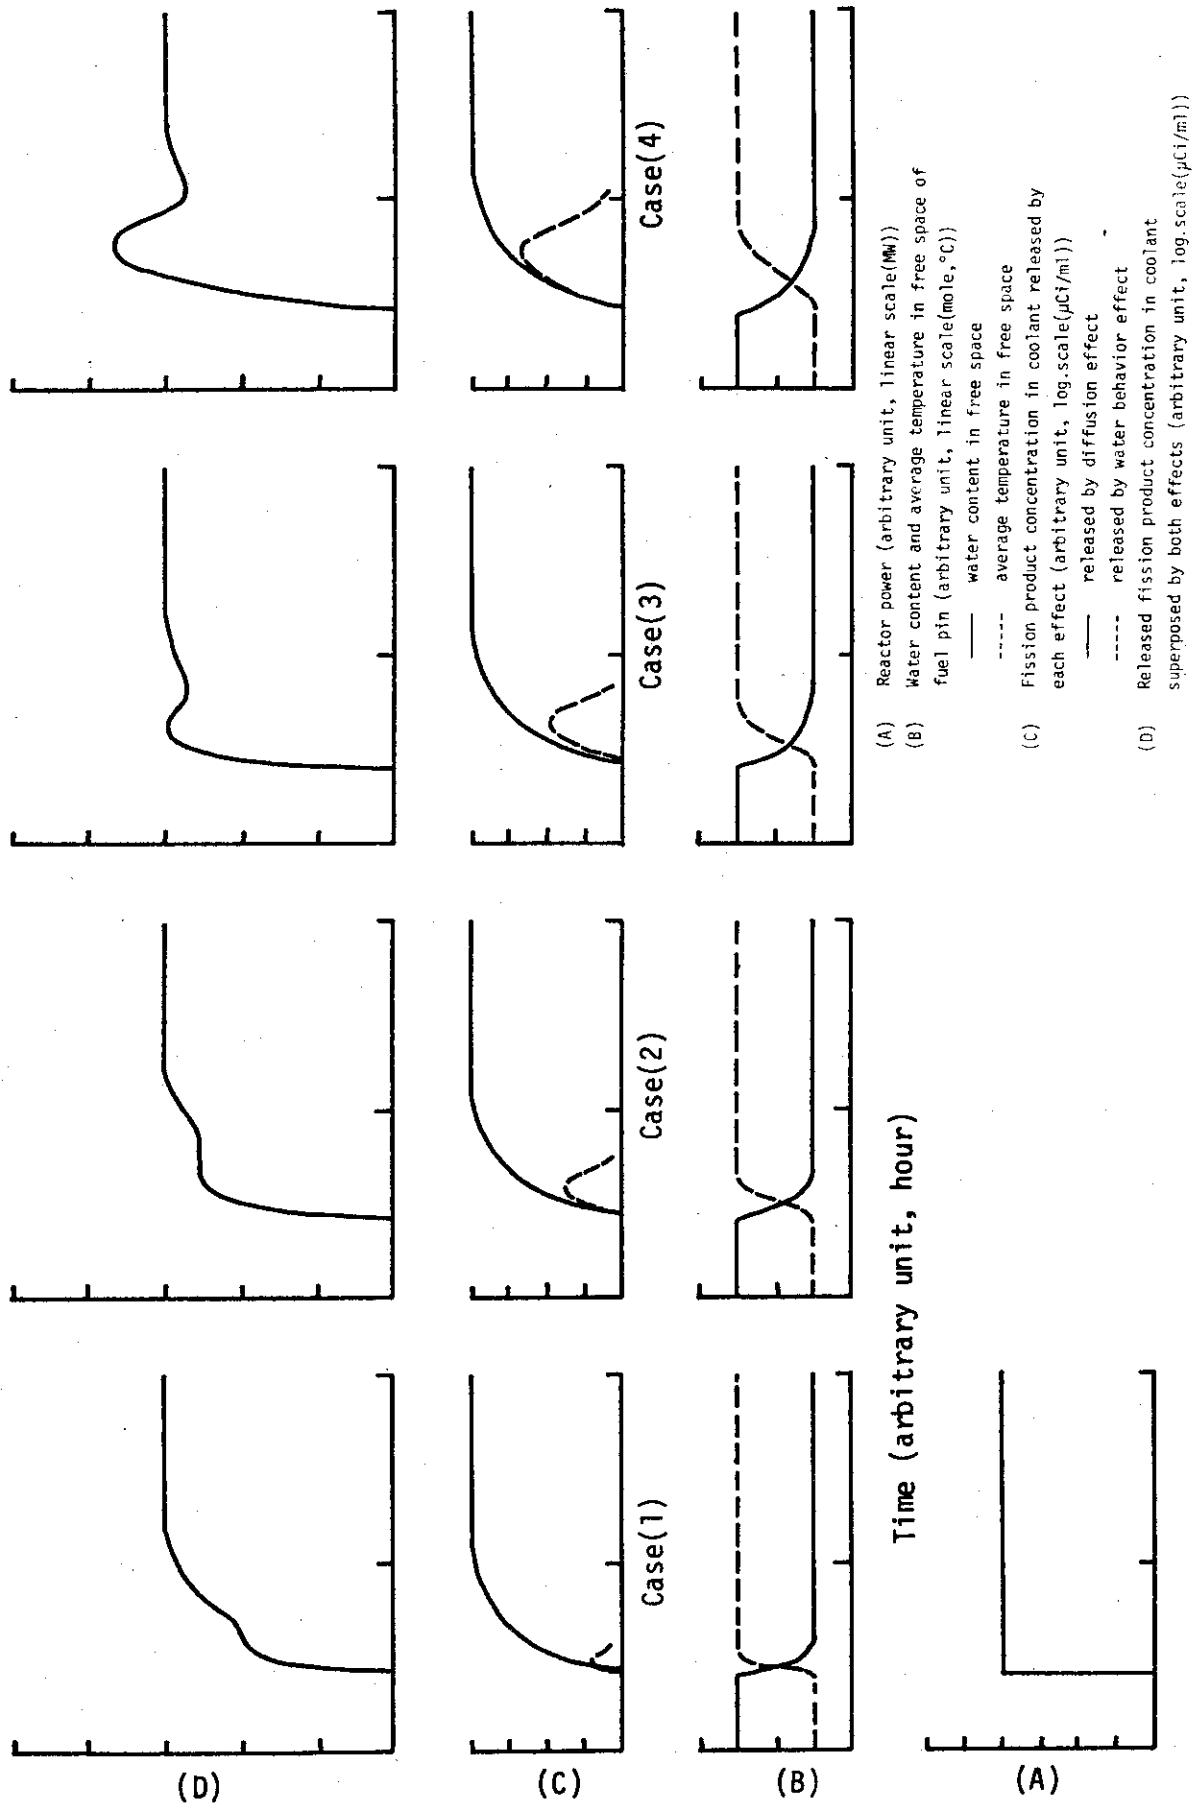 (D)
(C)
Case(1)
Case(2)
Case(3)
Case(4)
(B)
Time (arbitrary unit, hour)
(A)
(A) Reactor power (arbitrary unit, linear scale(MW))
(B) Water content and average temperature in free space of
fuel pin (arbitrary unit, linear scale(mole,°C))
water content in free space
average temperature in free space
(C) Fission product concentration in coolant released by
each effect (arbitrary unit, log.scale(μCi/ml))
released by diffusion effect
released by water behavior effect
(D) Released fission product concentration in coolant
superposed by both effects (arbitrary unit, log.scale(μCi/ml))